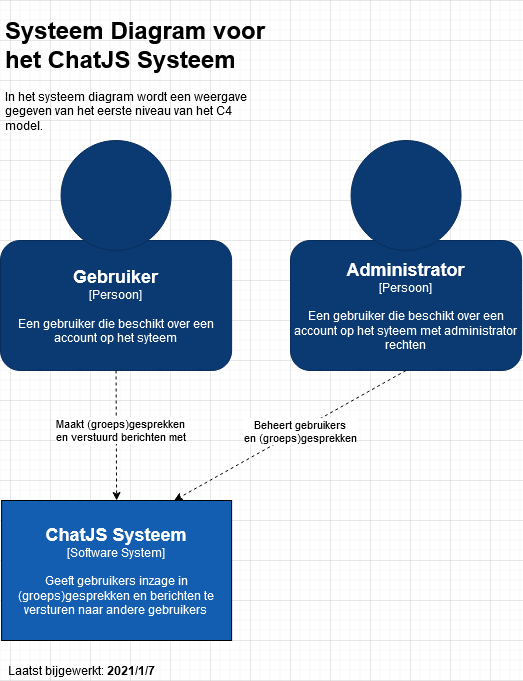 Systeem Diagram voor
het ChatJS Systeem
In het systeem diagram wordt een weergave
gegeven van het eerste niveau van het C4
model.
Gebruiker
[Persoon]
Een gebruiker die beschikt over een
account op het syteem
Administrator
[Persoon]
Een gebruiker die beschikt over een
account op het syteem met administrator
rechten
Maakt (groeps)gesprekken
en verstuurd berichten met
Beheert gebruikers
en (groeps)gesprekken
ChatJS Systeem
[Software System]
Geeft gebruikers inzage in
(groeps)gesprekken en berichten te
versturen naar andere gebruikers
Laatst bijgewerkt: 2021/1/7